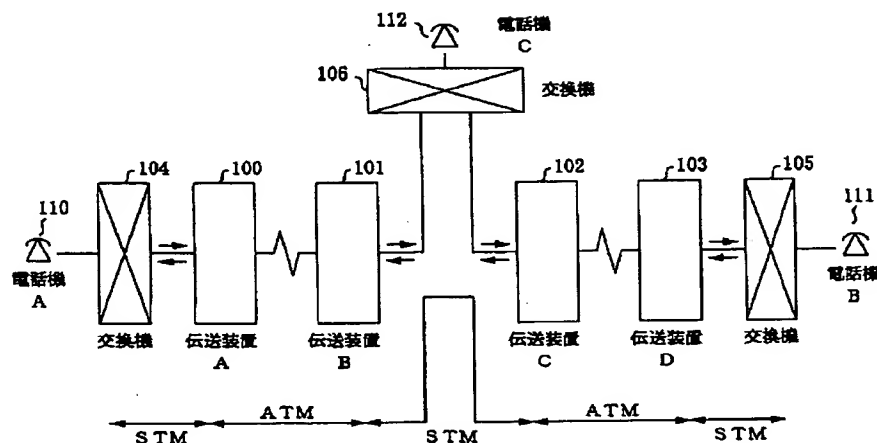 112
電話機
C
106
交換機
104
100
101
102
103
105
110
111
電話機
A
電話機
B
交換機
伝送装置
A
伝送装置
B
伝送装置
C
伝送装置
D
交換機
STM
ATM
STM
ATM
STM